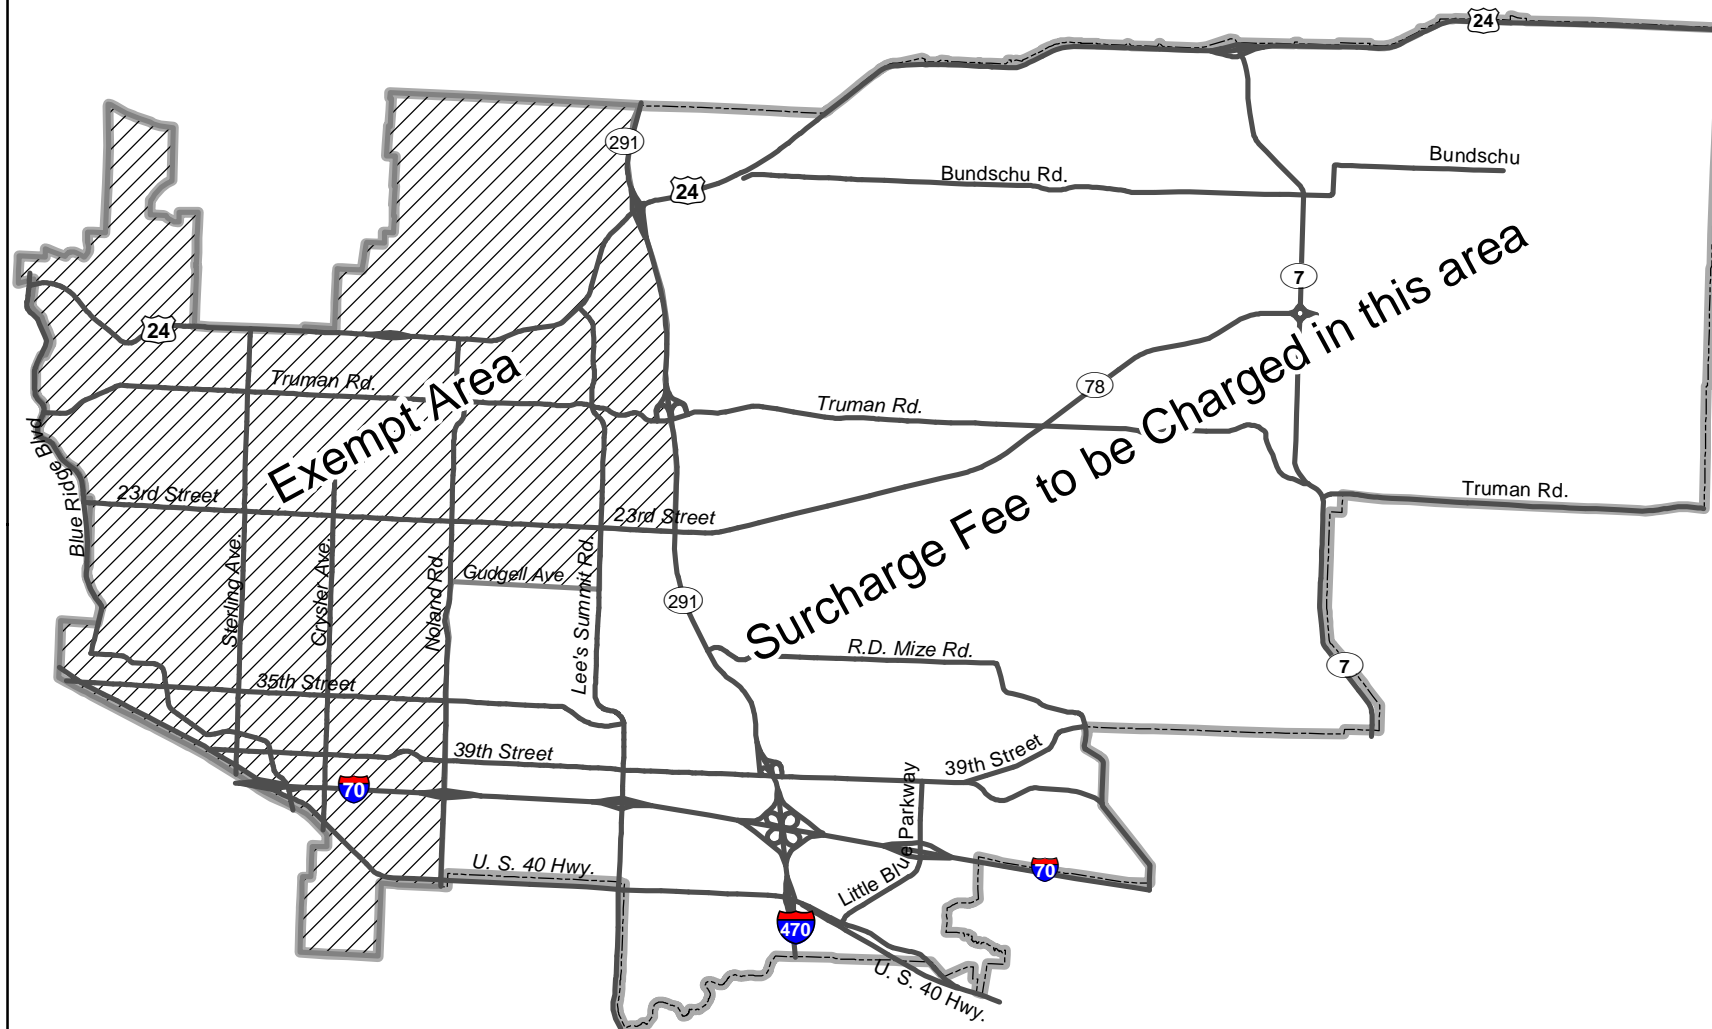 24
291
24
Bundschu Rd.
Bundschu
7
24
Truman Rd.
Exempt Area
78
Truman Rd.
Surcharge Fee to be Charged in this area
Blue Ridge Blvd
23rd Street
23rd Street
Truman Rd.
Sterling Ave.
Crysler Ave.
Noland Rd.
Gudgell Ave
Lee's Summit Rd.
291
R.D. Mize Rd.
7
35th Street
39th Street
39th Street
70
Little Blue Parkway
U. S. 40 Hwy.
70
470
U. S. 40 Hwy.